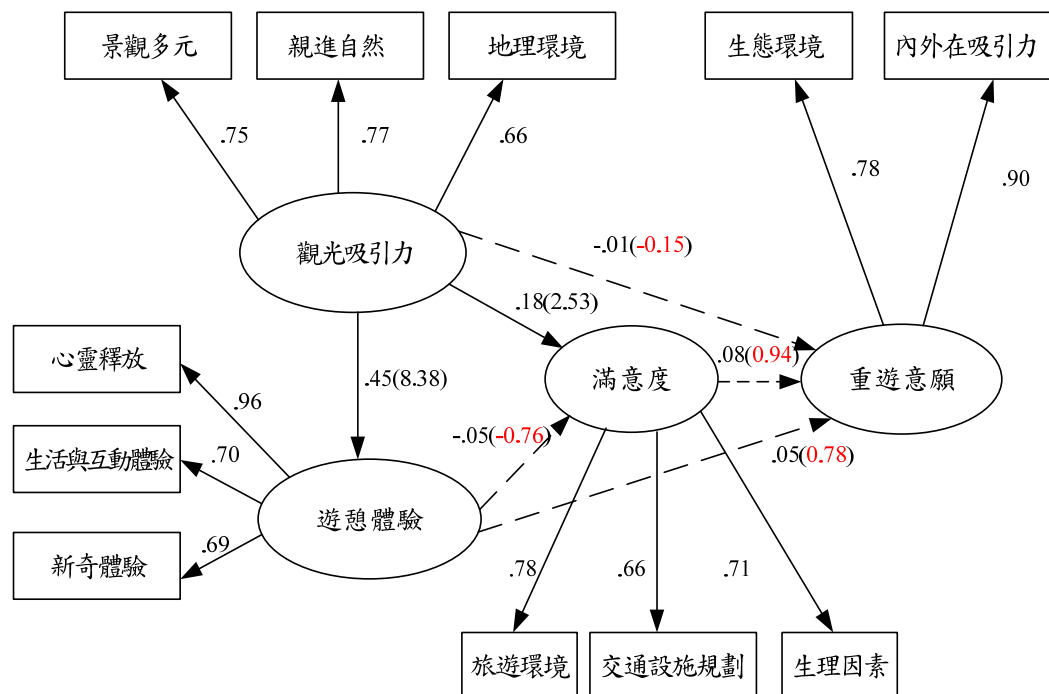 景觀多元
親進自然
地理環境
生態環境
內外在吸引力
.75
.77
.66
.78
.90
觀光吸引力
-.01(-0.15)
.18(2.53)
心靈釋放
.45(8.38)
滿意度
.08(0.94)
重遊意願
.96
-.05(-0.76)
生活與互動體驗
.70
.05(0.78)
遊憩體驗
新奇體驗
.69
.78
.66
.71
旅遊環境
交通設施規劃
生理因素